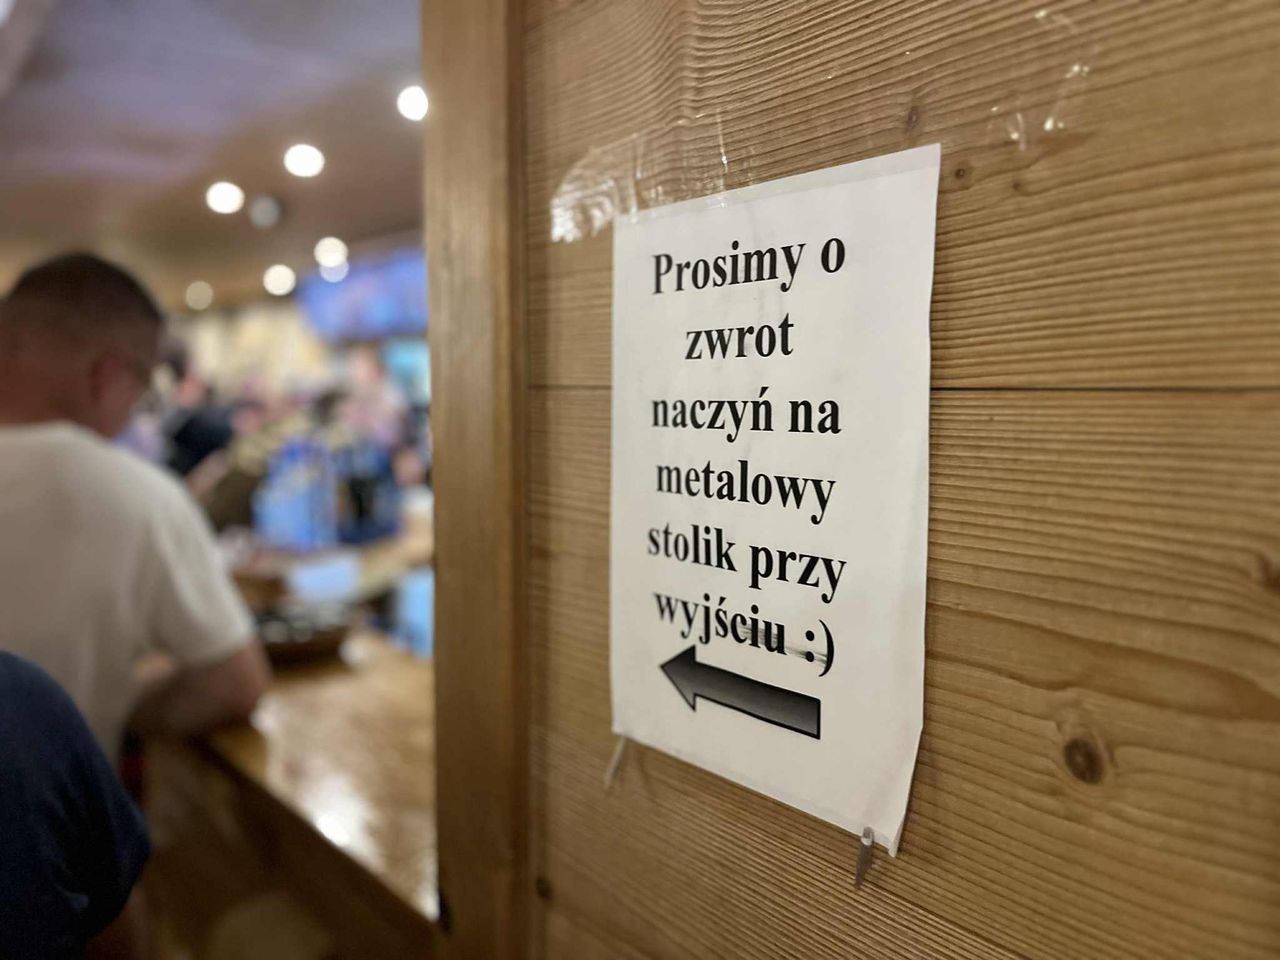 Prosimy o
zwrot
naczyń na
metalowy
stolik przy
wyjściu :)